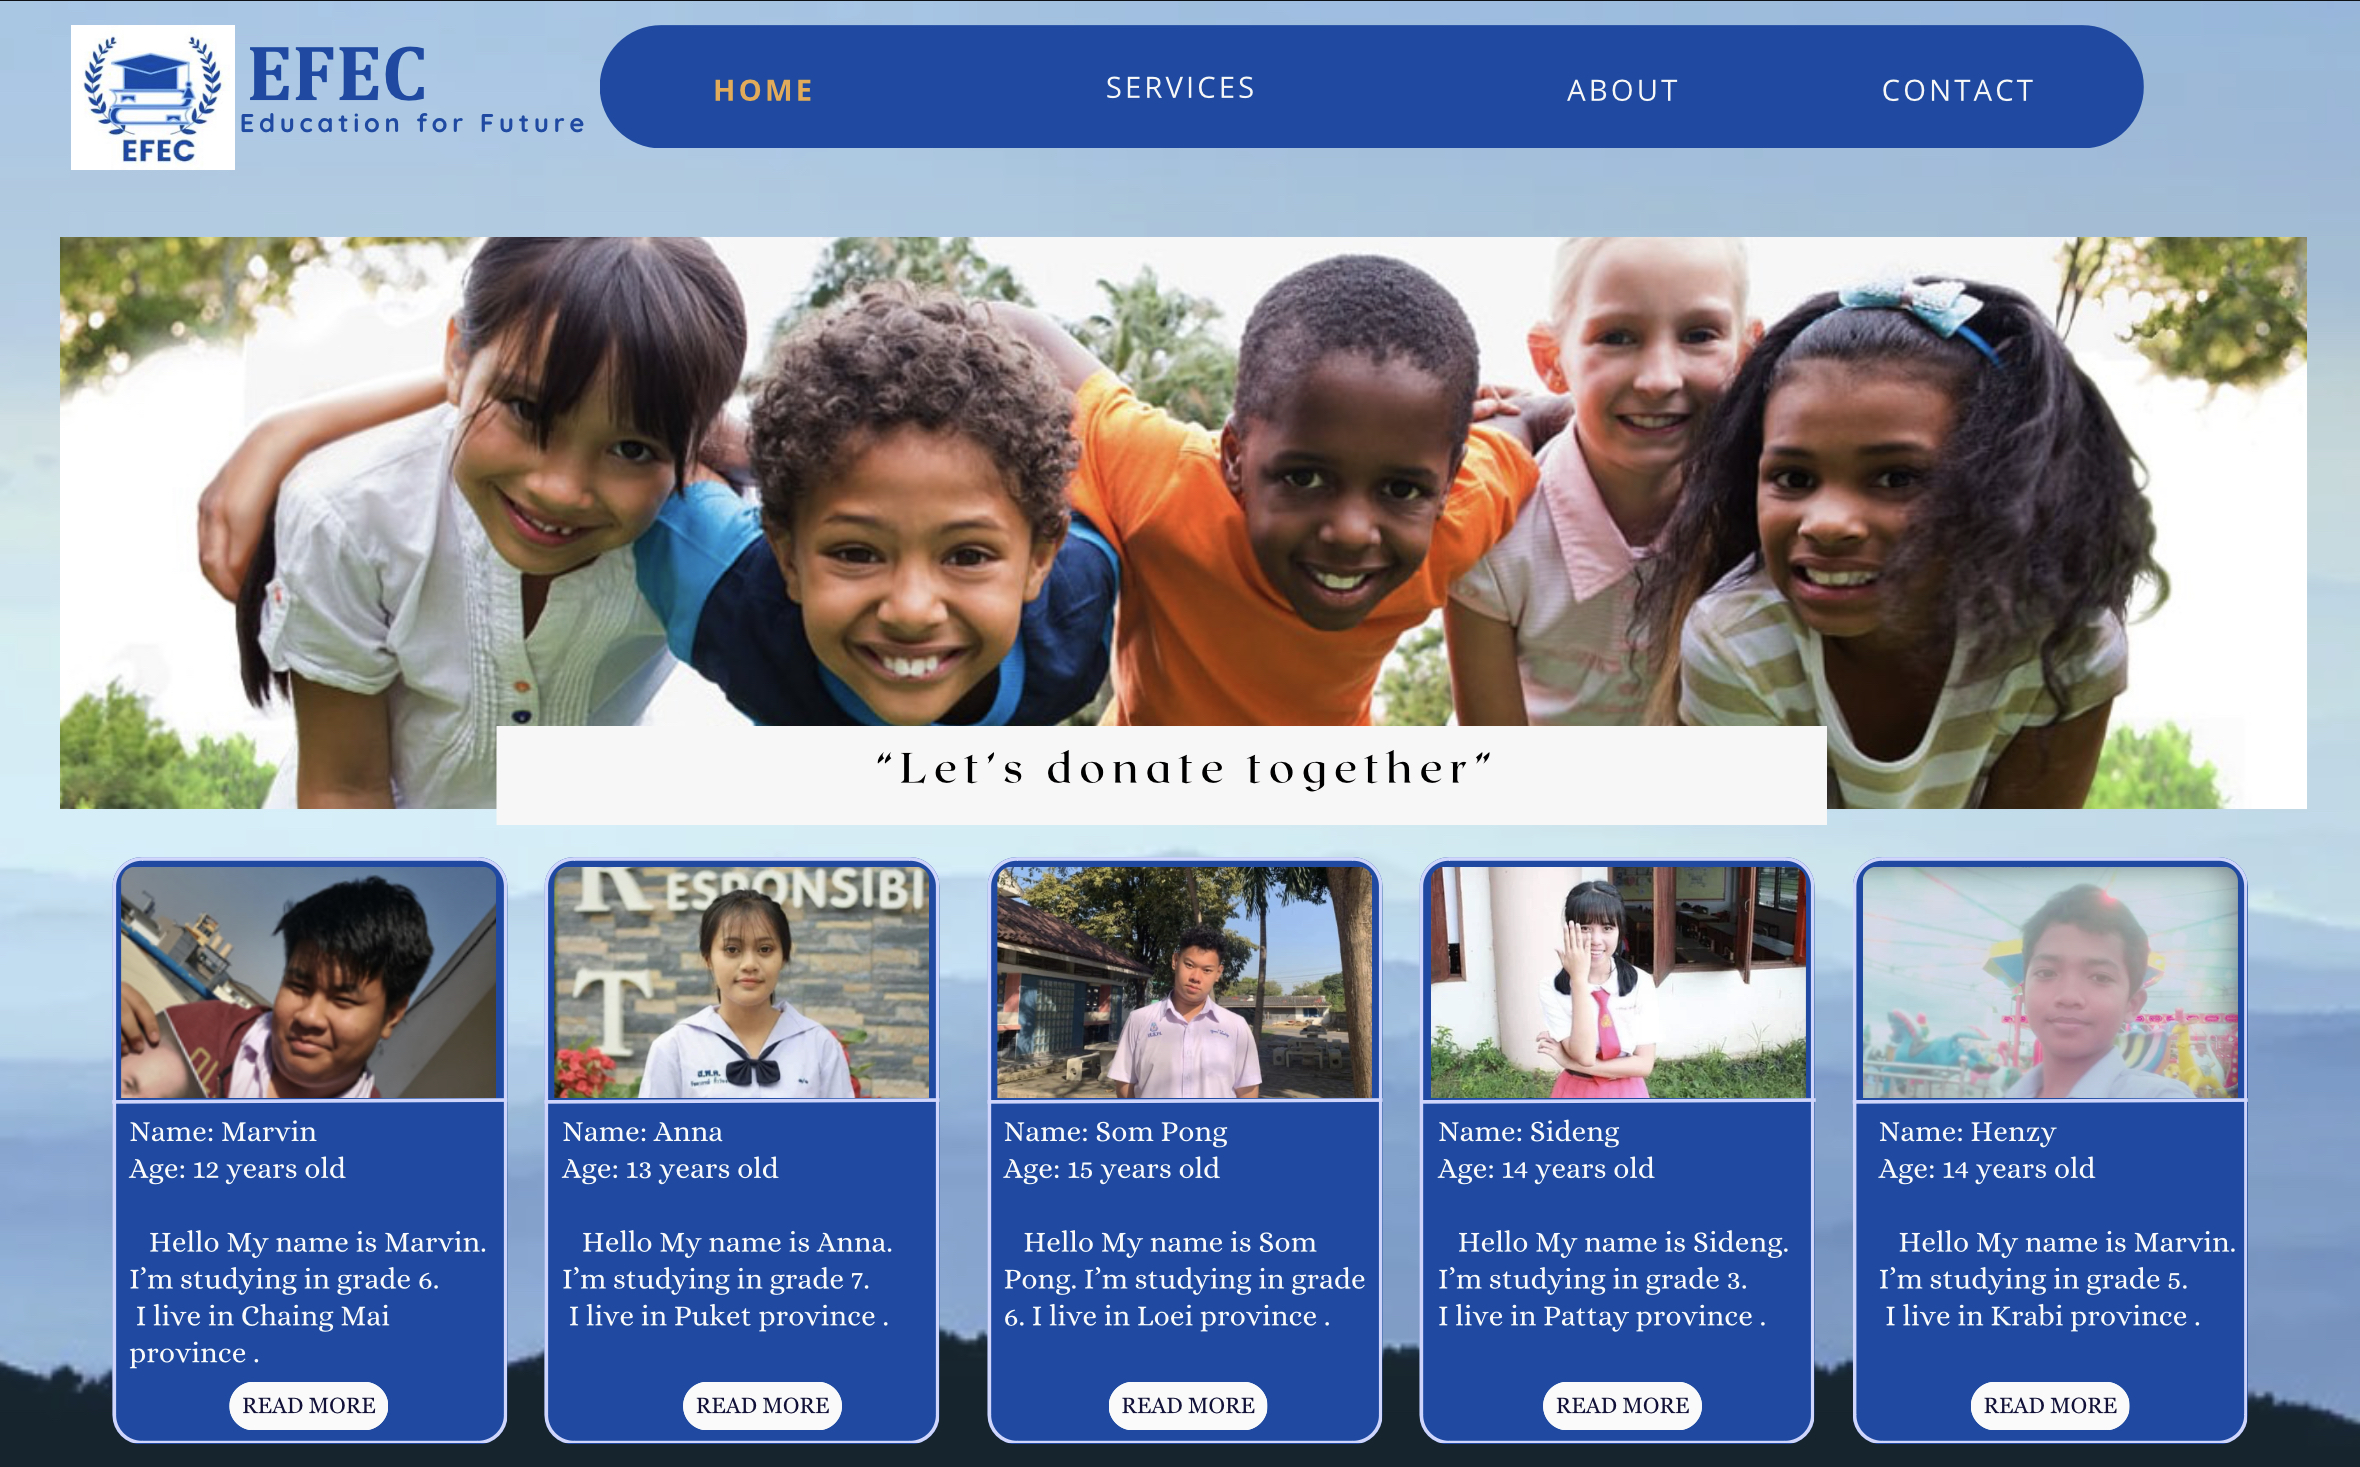 EFEC
Education for Future
EFEC
HOME
SERVICES
ABOUT
CONTACT
“Let’s donate together”
ESPONSIBI
T
Name: Marvin
Age: 12 years old
Hello My name is Marvin.
I’m studying in grade 6.
I live in Chaing Mai
province .
READ MORE
Name: Anna
Age: 13 years old
Hello My name is Anna.
I’m studying in grade 7.
I live in Puket province .
READ MORE
Name: Som Pong
Age: 15 years old
Hello My name is Som
Pong. I’m studying in grade
6. I live in Loei province .
READ MORE
Name: Sideng
Age: 14 years old
Hello My name is Sideng.
I’m studying in grade 3.
I live in Pattay province .
READ MORE
Name: Henzy
Age: 14 years old
Hello My name is Marvin.
I’m studying in grade 5.
I live in Krabi province .
READ MORE